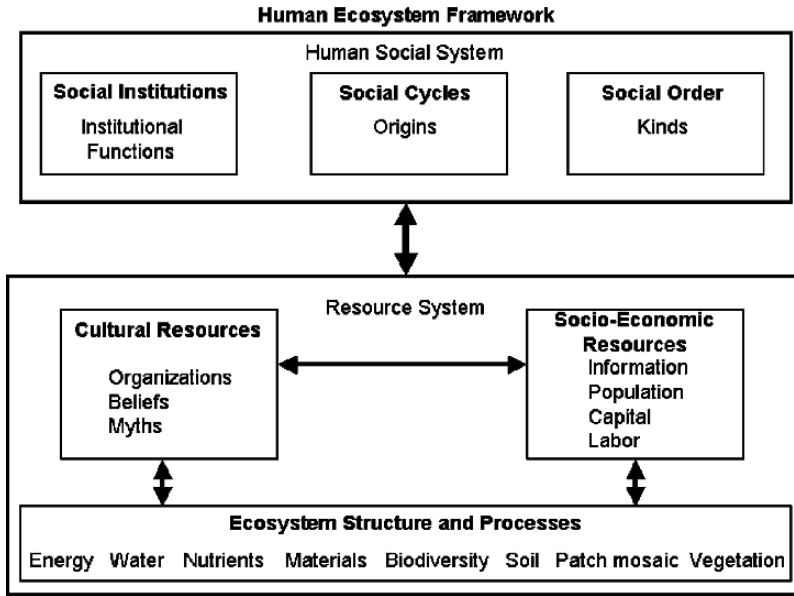 Human Ecosystem Framework
Human Social System
Social Institutions
Institutional
Functions
Social Cycles
Origins
Social Order
Kinds
Resource System
Cultural Resources
Organizations
Beliefs
Myths
Socio-Economic
Resources
Information
Population
Capital
Labor
Ecosystem Structure and Processes
Energy Water Nutrients Materials Biodiversity Soil Patch mosaic Vegetation